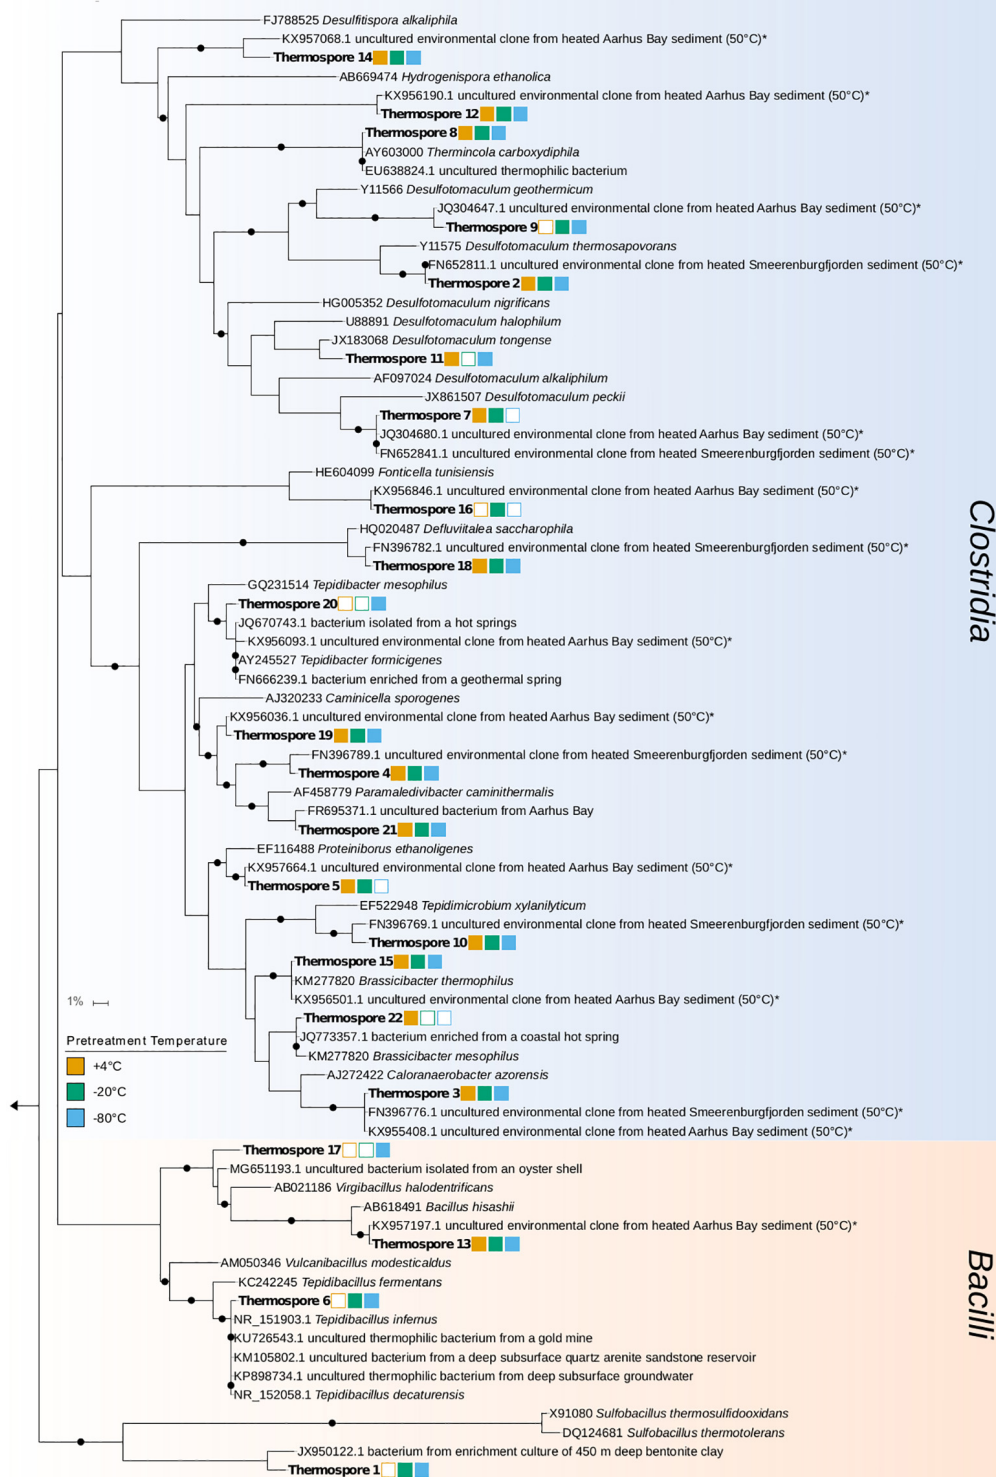 FJ788525 Desulfitispora alkaliphila
KX957068.1 uncultured environmental clone from heated Aarhus Bay sediment (50°C)*
Thermospore 14
AB669474 Hydrogenispora ethanolica
KX956190.1 uncultured environmental clone from heated Aarhus Bay sediment (50°C)*
Thermospore 12
Thermospore 8
AY603000 Thermincola carboxydiphila
EU638824.1 uncultured thermophilic bacterium
Y11566 Desulfotomaculum geothermicum
JQ304647.1 uncultured environmental clone from heated Aarhus Bay sediment (50°C)*
Thermospore 9
Y11575 Desulfotomaculum thermosapovorans
FN652811.1 uncultured environmental clone from heated Smeerenburgfjorden sediment (50°C)*
Thermospore 2
HG005352 Desulfotomaculum nigrificans
U88891 Desulfotomaculum halophilum
JX183068 Desulfotomaculum tongense
Thermospore 11
AF097024 Desulfotomaculum alkaliphilum
JX861507 Desulfotomaculum peckii
Thermospore 7
JQ304680.1 uncultured environmental clone from heated Aarhus Bay sediment (50°C)*
FN652841.1 uncultured environmental clone from heated Smeerenburgfjorden sediment (50°C)*
HE604099 Fonticella tunisiensis
KX956846.1 uncultured environmental clone from heated Aarhus Bay sediment (50°C)*
Thermospore 16
HQ020487 Defluviitalea saccharophila
FN396782.1 uncultured environmental clone from heated Smeerenburgfjorden sediment (50°C)*
Thermospore 18
Clostridia
GQ231514 Tepidibacter mesophilus
Thermospore 20
JQ670743.1 bacterium isolated from a hot springs
KX956093.1 uncultured environmental clone from heated Aarhus Bay sediment (50°C)*
AY245527 Tepidibacter formicigenes
FN666239.1 bacterium enriched from a geothermal spring
AJ320233 Caminicella sporogenes
KX956036.1 uncultured environmental clone from heated Aarhus Bay sediment (50°C)*
Thermospore 19
FN396789.1 uncultured environmental clone from heated Smeerenburgfjorden sediment (50°C)*
Thermospore 4
AF458779 Paramaledivibacter caminithermalis
FR695371.1 uncultured bacterium from Aarhus Bay
Thermospore 21
EF116488 Proteiniborus ethanoligenes
KX957664.1 uncultured environmental clone from heated Aarhus Bay sediment (50°C)*
Thermospore 5
EF522948 Tepidimicrobium xylanilyticum
FN396769.1 uncultured environmental clone from heated Smeerenburgfjorden sediment (50°C)*
Thermospore 10
Thermospore 15
KM277820 Brassicibacter thermophilus
KX956501.1 uncultured environmental clone from heated Aarhus Bay sediment (50°C)*
1%
Thermospore 22
JQ773357.1 bacterium enriched from a coastal hot spring
Pretreatment Temperature
KM277820 Brassicibacter mesophilus
+4°C
AJ272422 Caloranaerobacter azorensis
-20°C
Thermospore 3
FN396776.1 uncultured environmental clone from heated Smeerenburgfjorden sediment (50°C)*
-80°C
KX955408.1 uncultured environmental clone from heated Aarhus Bay sediment (50°C)*
Thermospore 17
MG651193.1 uncultured bacterium isolated from an oyster shell
AB021186 Virgibacillus halodentrificans
AB618491 Bacillus hisashii
KX957197.1 uncultured environmental clone from heated Aarhus Bay sediment (50°C)*
Thermospore 13
Bacilli
AM050346 Vulcanibacillus modesticaldus
KC242245 Tepidibacillus fermentans
Thermospore 6
NR_151903.1 Tepidibacillus infernus
KU726543.1 uncultured thermophilic bacterium from a gold mine
KM105802.1 uncultured bacterium from a deep subsurface quartz arenite sandstone reservoir
KP898734.1 uncultured thermophilic bacterium from deep subsurface groundwater
NR_152058.1 Tepidibacillus decaturensis
X91080 Sulfobacillus thermosulfidooxidans
DQ124681 Sulfobacillus thermotolerans
JX950122.1 bacterium from enrichment culture of 450 m deep bentonite clay
Thermospore 1